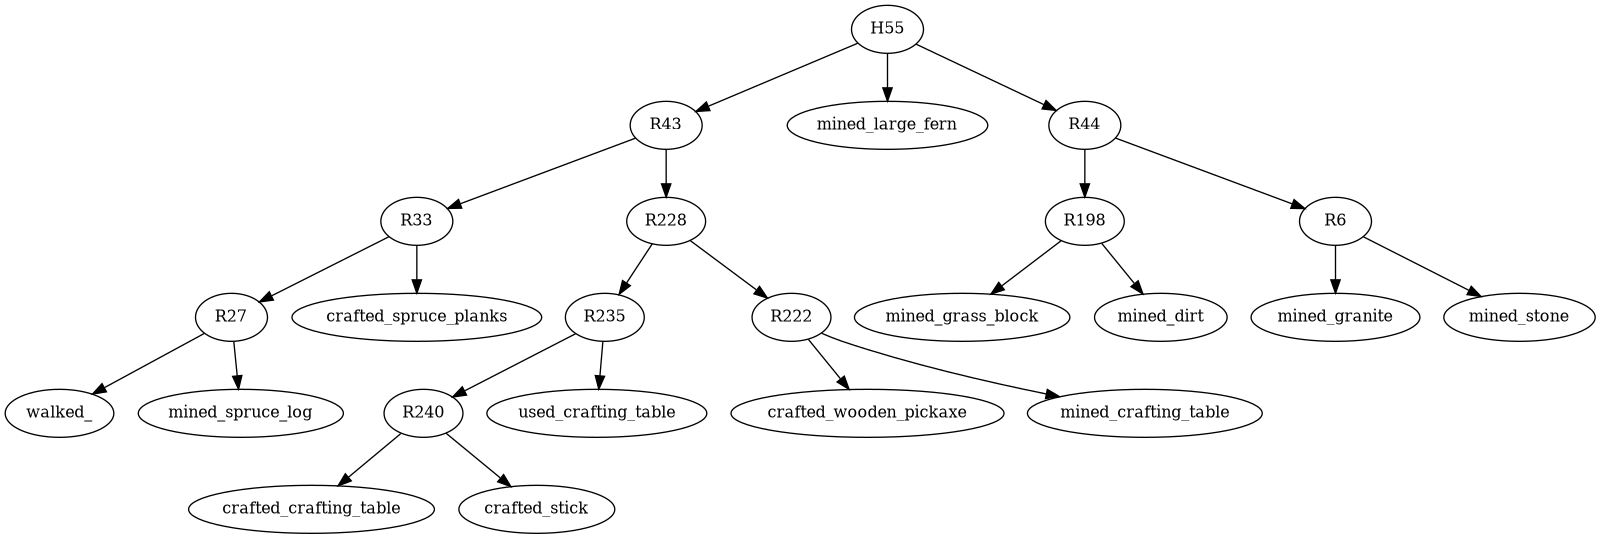 H55
R43
mined_large_fern
R44
R33
R228
R198
R6
R27
crafted_spruce_planks
R235
R222
mined_grass_block
mined_dirt
mined_granite
mined_stone
walked_
mined_spruce_log
R240
used_crafting_table
crafted_wooden_pickaxe
mined_crafting_table
crafted_crafting_table
crafted_stick